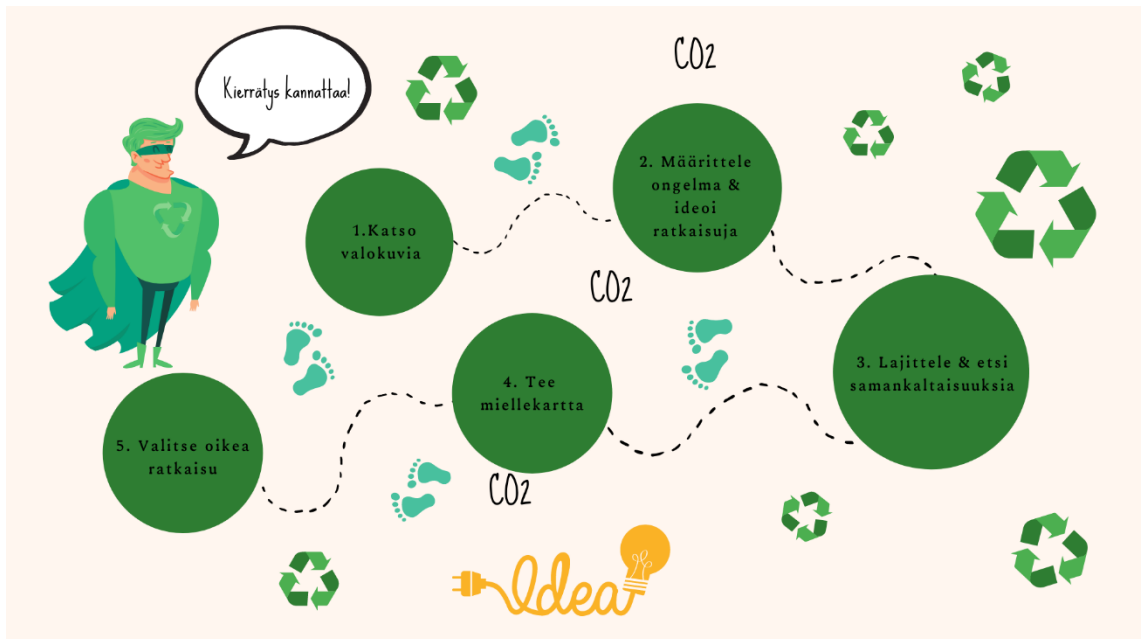 Kierrätys kannattaa!
CO2
1.Katso
valokuvia
2. Määrittele
ongelma &
ideoi
ratkaisuja
CO2
3. Lajittele & etsi
samankaltaisuuksia
4. Tee
miellekartta
5. Valitse oikea
ratkaisu
CO2
Idea